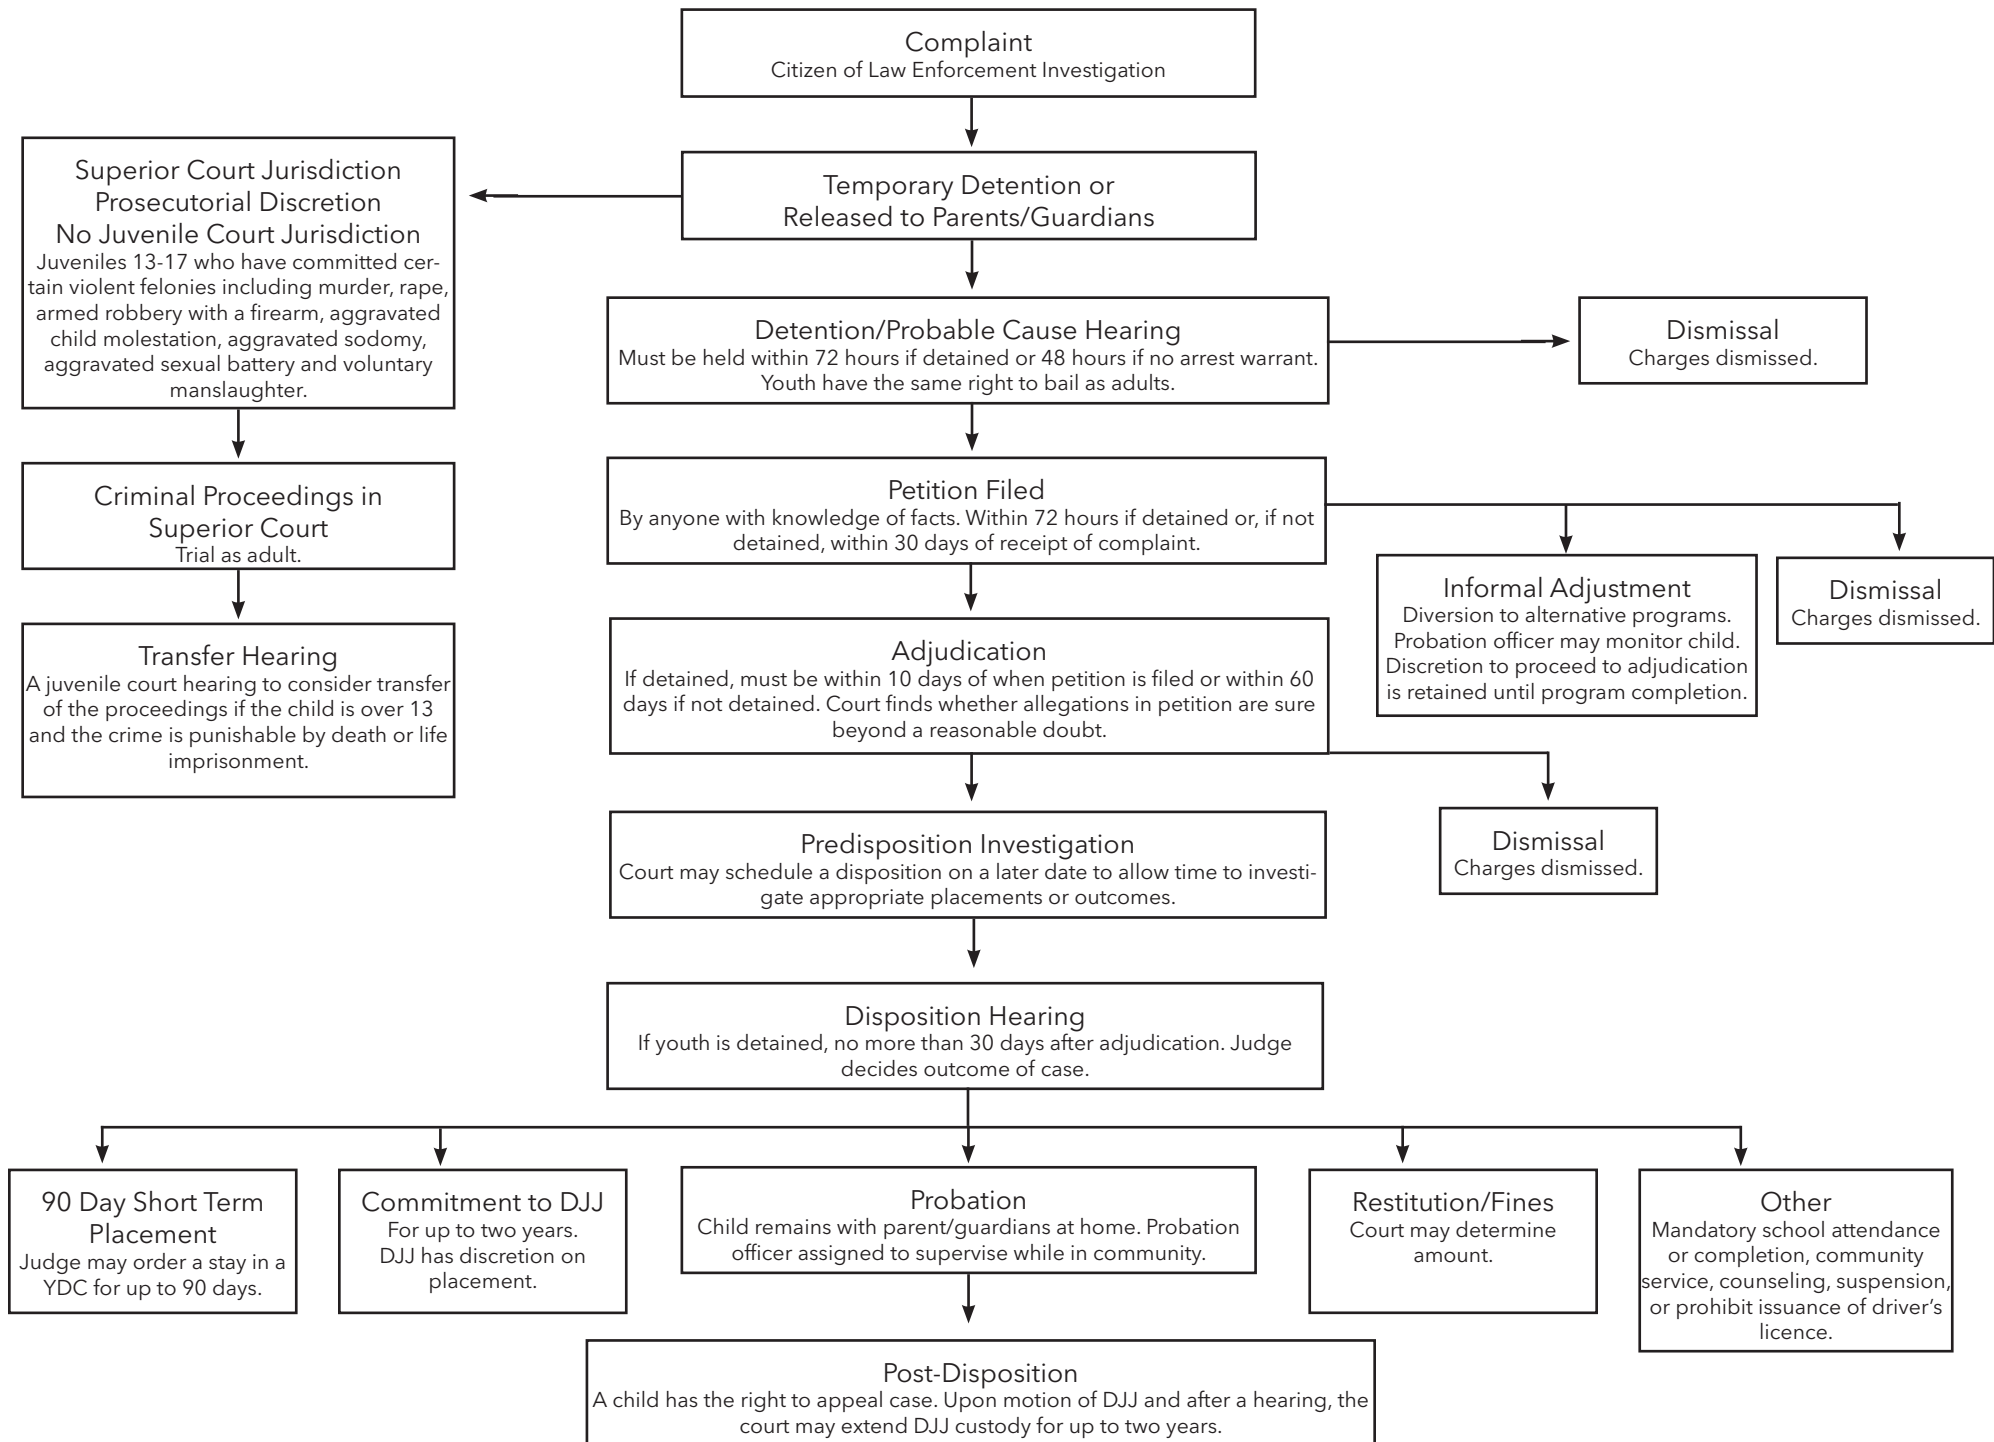 Complaint
Citizen of Law Enforcement Investigation
Temporary Detention or
Released to Parents/Guardians
Superior Court Jurisdiction
Prosecutorial Discretion
No Juvenile Court Jurisdiction
Juveniles 13-17 who have committed cer-
tain violent felonies including murder, rape,
armed robbery with a firearm, aggravated
child molestation, aggravated sodomy,
aggravated sexual battery and voluntary
manslaughter.
Detention/Probable Cause Hearing
Must be held within 72 hours if detained or 48 hours if no arrest warrant.
Youth have the same right to bail as adults.
Dismissal
Charges dismissed.
Criminal Proceedings in
Superior Court
Trial as adult.
Petition Filed
By anyone with knowledge of facts. Within 72 hours if detained or, if not
detained, within 30 days of receipt of complaint.
Informal Adjustment
Diversion to alternative programs.
Probation officer may monitor child.
Discretion to proceed to adjudication
is retained until program completion.
Dismissal
Charges dismissed.
Transfer Hearing
A juvenile court hearing to consider transfer
of the proceedings if the child is over 13
and the crime is punishable by death or life
imprisonment.
Adjudication
If detained, must be within 10 days of when petition is filed or within 60
days if not detained. Court finds whether allegations in petition are sure
beyond a reasonable doubt.
Dismissal
Charges dismissed.
Predisposition Investigation
Court may schedule a disposition on a later date to allow time to investi-
gate appropriate placements or outcomes.
Disposition Hearing
If youth is detained, no more than 30 days after adjudication. Judge
decides outcome of case.
90 Day Short Term
Placement
Judge may order a stay in a
YDC for up to 90 days.
Commitment to DJJ
For up to two years.
DJJ has discretion on
placement.
Probation
Child remains with parent/guardians at home. Probation
officer assigned to supervise while in community.
Restitution/Fines
Court may determine
amount.
Other
Mandatory school attendance
or completion, community
service, counseling, suspension,
or prohibit issuance of driver's
licence.
Post-Disposition
A child has the right to appeal case. Upon motion of DJJ and after a hearing, the
court may extend DJJ custody for up to two years.